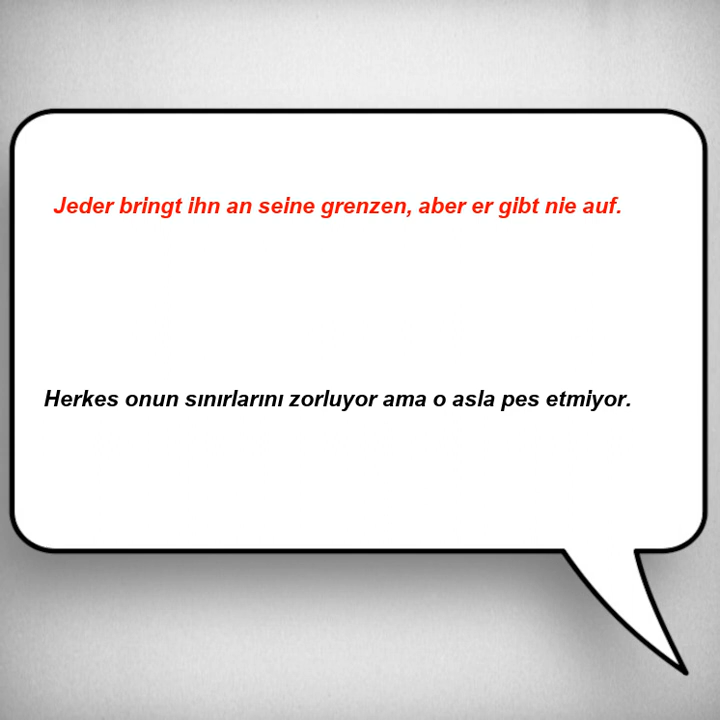 Jeder bringt ihn an seine grenzen, aber er gibt nie auf.
Herkes onun sınırlarını zorluyor ama o asla pes etmiyor.